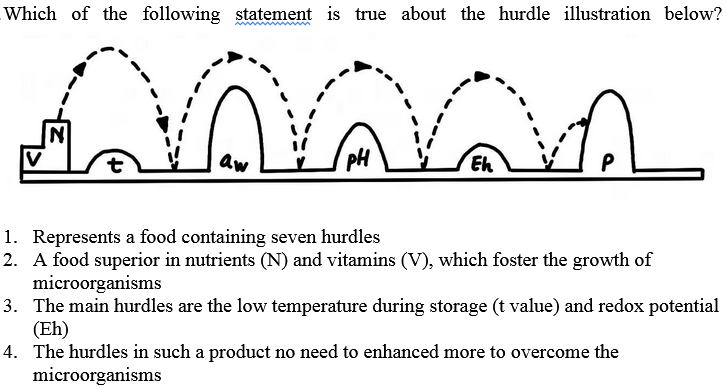 Which of the following statement is true about the hurdle illustration below?
N
V t aw pH Eh P
1. Represents a food containing seven hurdles
2. A food superior in nutrients (N) and vitamins (V), which foster the growth of
microorganisms
3. The main hurdles are the low temperature during storage (t value) and redox potential
(Eh)
4. The hurdles in such a product no need to enhanced more to overcome the
microorganisms